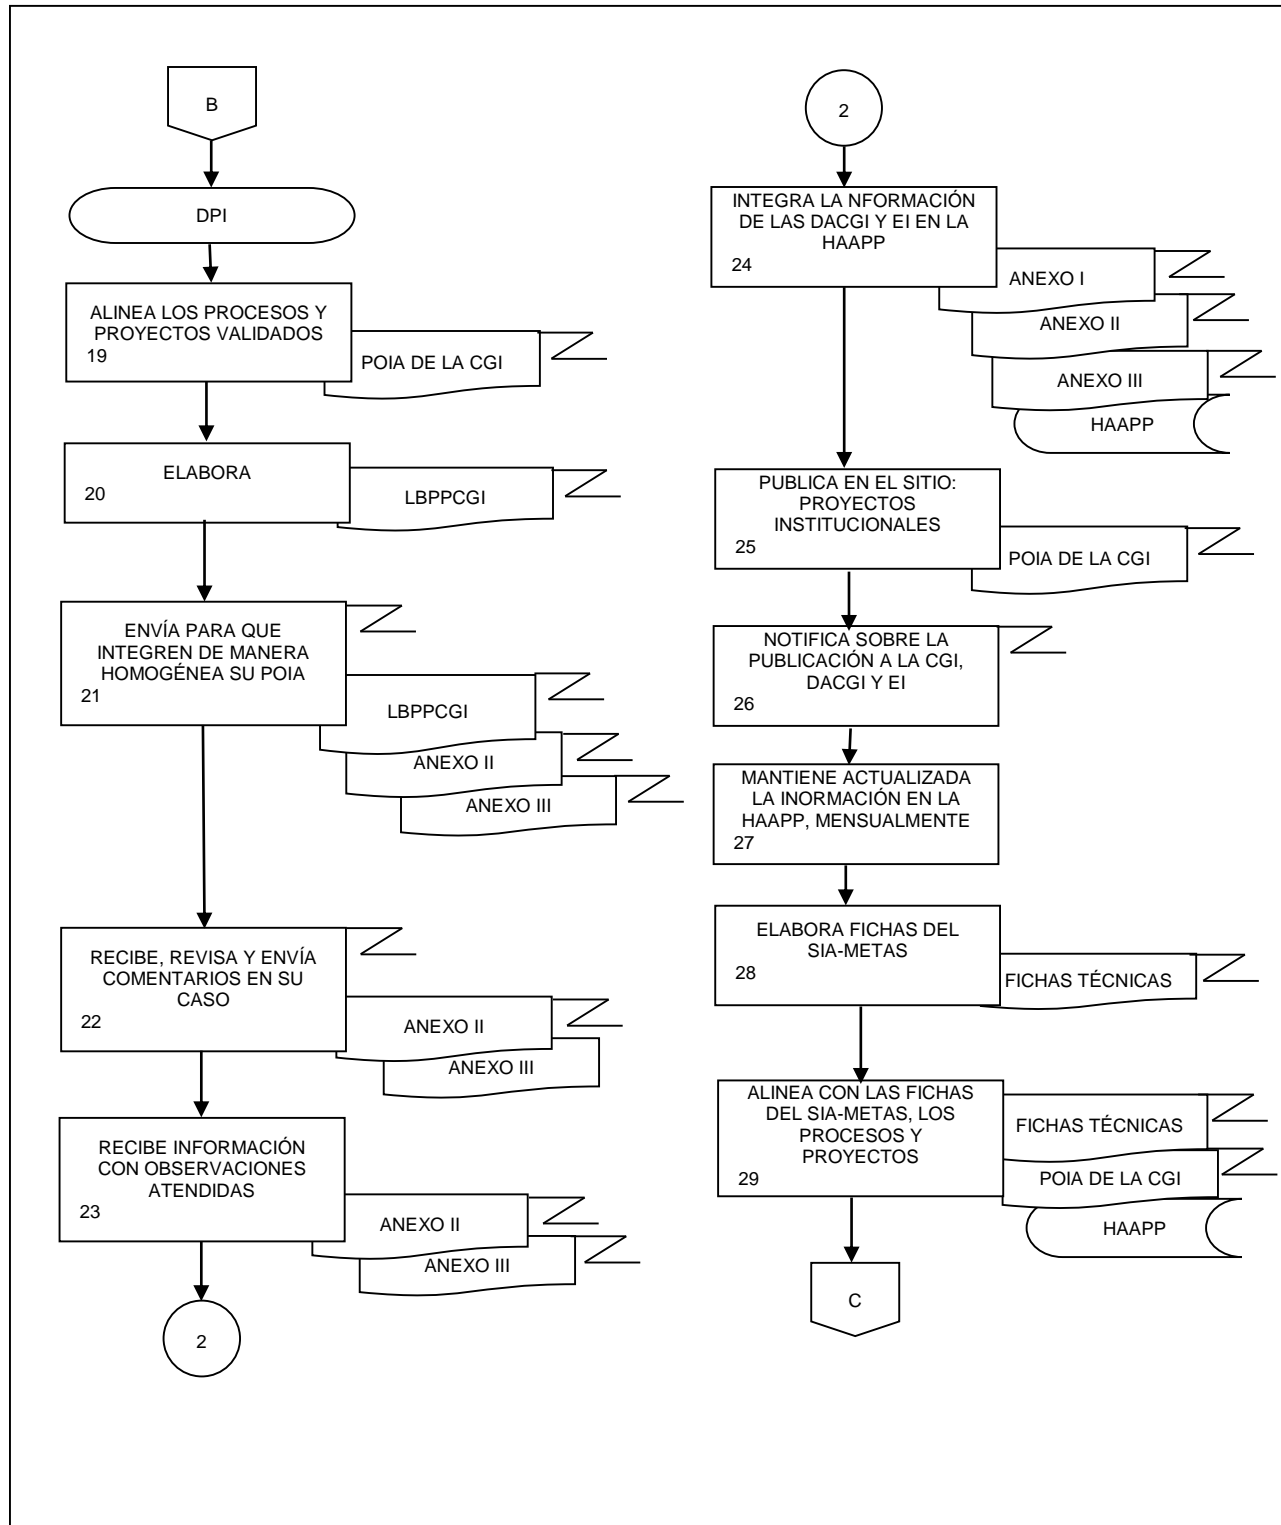 B
DPI
ALINEA LOS PROCESOS Y
PROYECTOS VALIDADOS
19
POIA DE LA CGI
ELABORA
20
LBPPCGI
ENVÍA PARA QUE
INTEGREN DE MANERA
HOMOGÉNEA SU POIA
21
LBPPCGI
ANEXO II
ANEXO III
RECIBE, REVISA Y ENVÍA
COMENTARIOS EN SU
CASO
22
ANEXO II
ANEXO III
RECIBE INFORMACIÓN
CON OBSERVACIONES
ATENDIDAS
23
ANEXO II
ANEXO III
2
2
INTEGRA LA NFORMACIÓN
DE LAS DACGI Y EI EN LA
HAAPP
24
ANEXO I
ANEXO II
ANEXO III
HAAPP
PUBLICA EN EL SITIO:
PROYECTOS
INSTITUCIONALES
25
POIA DE LA CGI
NOTIFICA SOBRE LA
PUBLICACIÓN A LA CGI,
DACGI Y EI
26
MANTIENE ACTUALIZADA
LA INORMACIÓN EN LA
HAAPP, MENSUALMENTE
27
ELABORA FICHAS DEL
SIA-METAS
28
FICHAS TÉCNICAS
ALINEA CON LAS FICHAS
DEL SIA-METAS, LOS
PROCESOS Y
PROYECTOS
29
FICHAS TÉCNICAS
POIA DE LA CGI
HAAPP
C